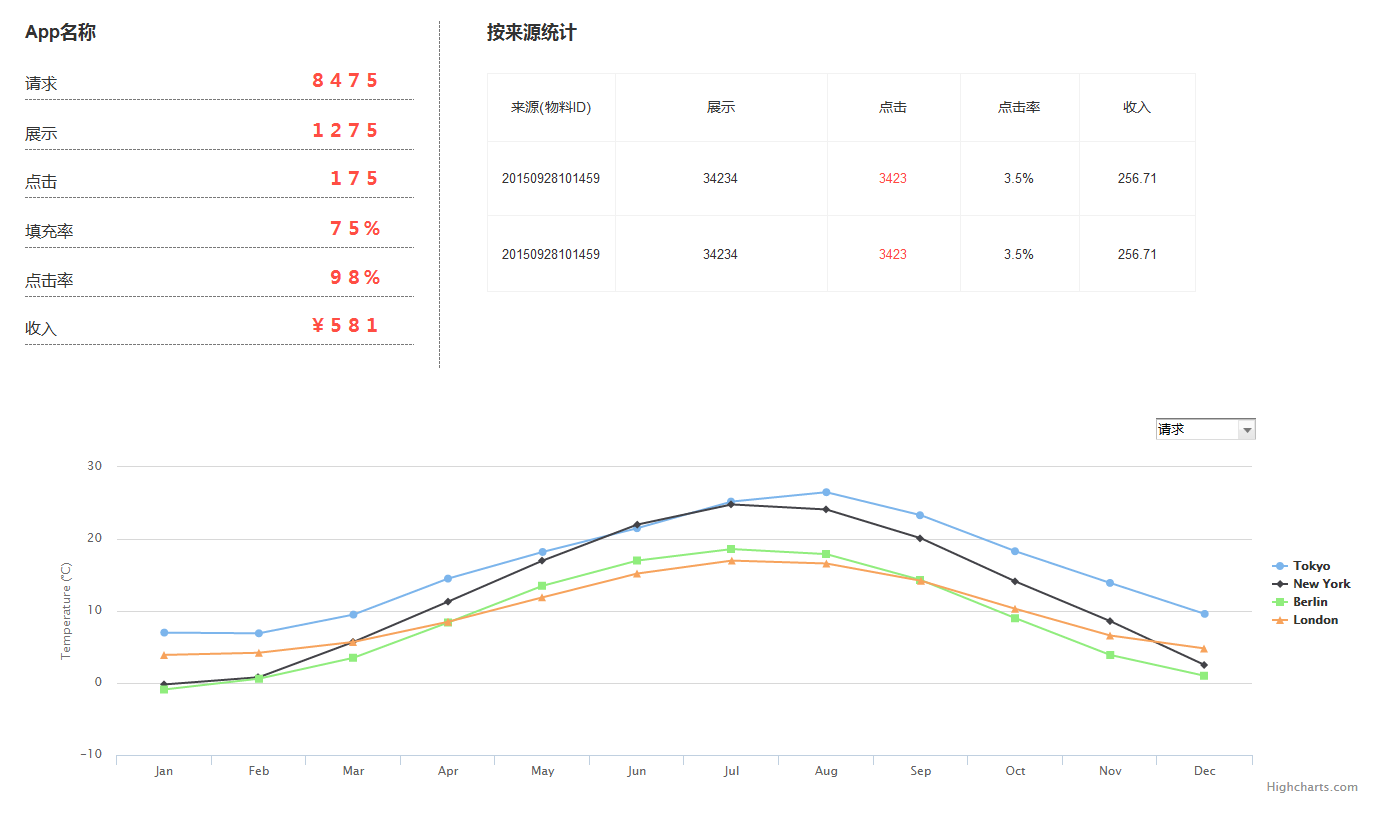 App名称
请求 8475
展示 1275
点击 175
填充率 75%
点击率 98%
收入 ¥581
按来源统计
来源(物料ID) 展示 点击 点击率 收入
20150928101459 34234 3423 3.5% 256.71
20150928101459 34234 3423 3.5% 256.71
请求
30
20
10
0
-10
Temperature (°C)
Jan Feb Mar Apr May Jun Jul Aug Sep Oct Nov Dec
Tokyo
New York
Berlin
London
Highcharts.com